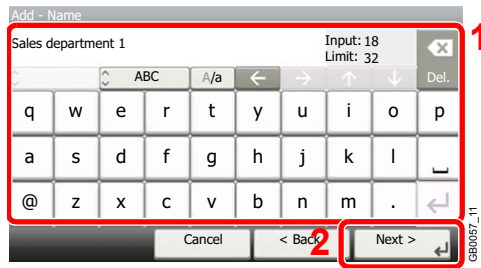 Add - Name
Sales department 1
Input: 18
Limit: 32
1
ABC A/a Del.
q w e r t y u i o p
a s d f g h j k l
@ z x c v b n m .
2
Cancel < Back Next >
GB0057_11